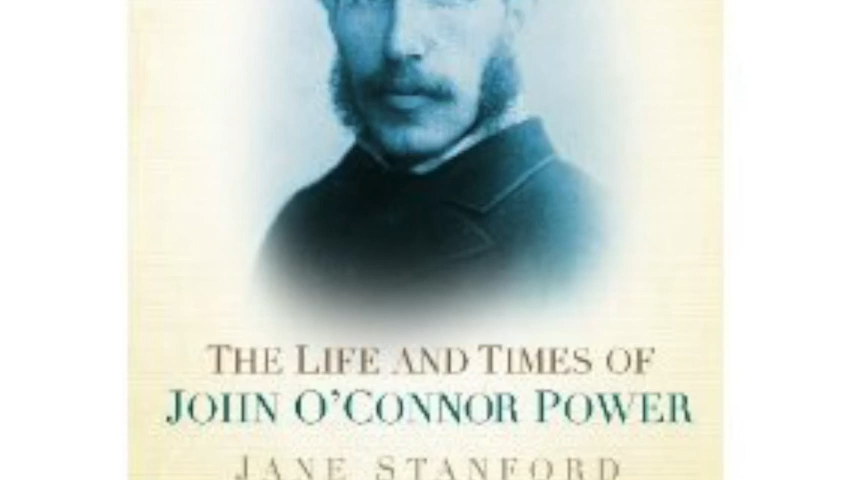 THE LIFE AND TIMES OF
JOHN O'CONNOR POWER
JANE STANFORD